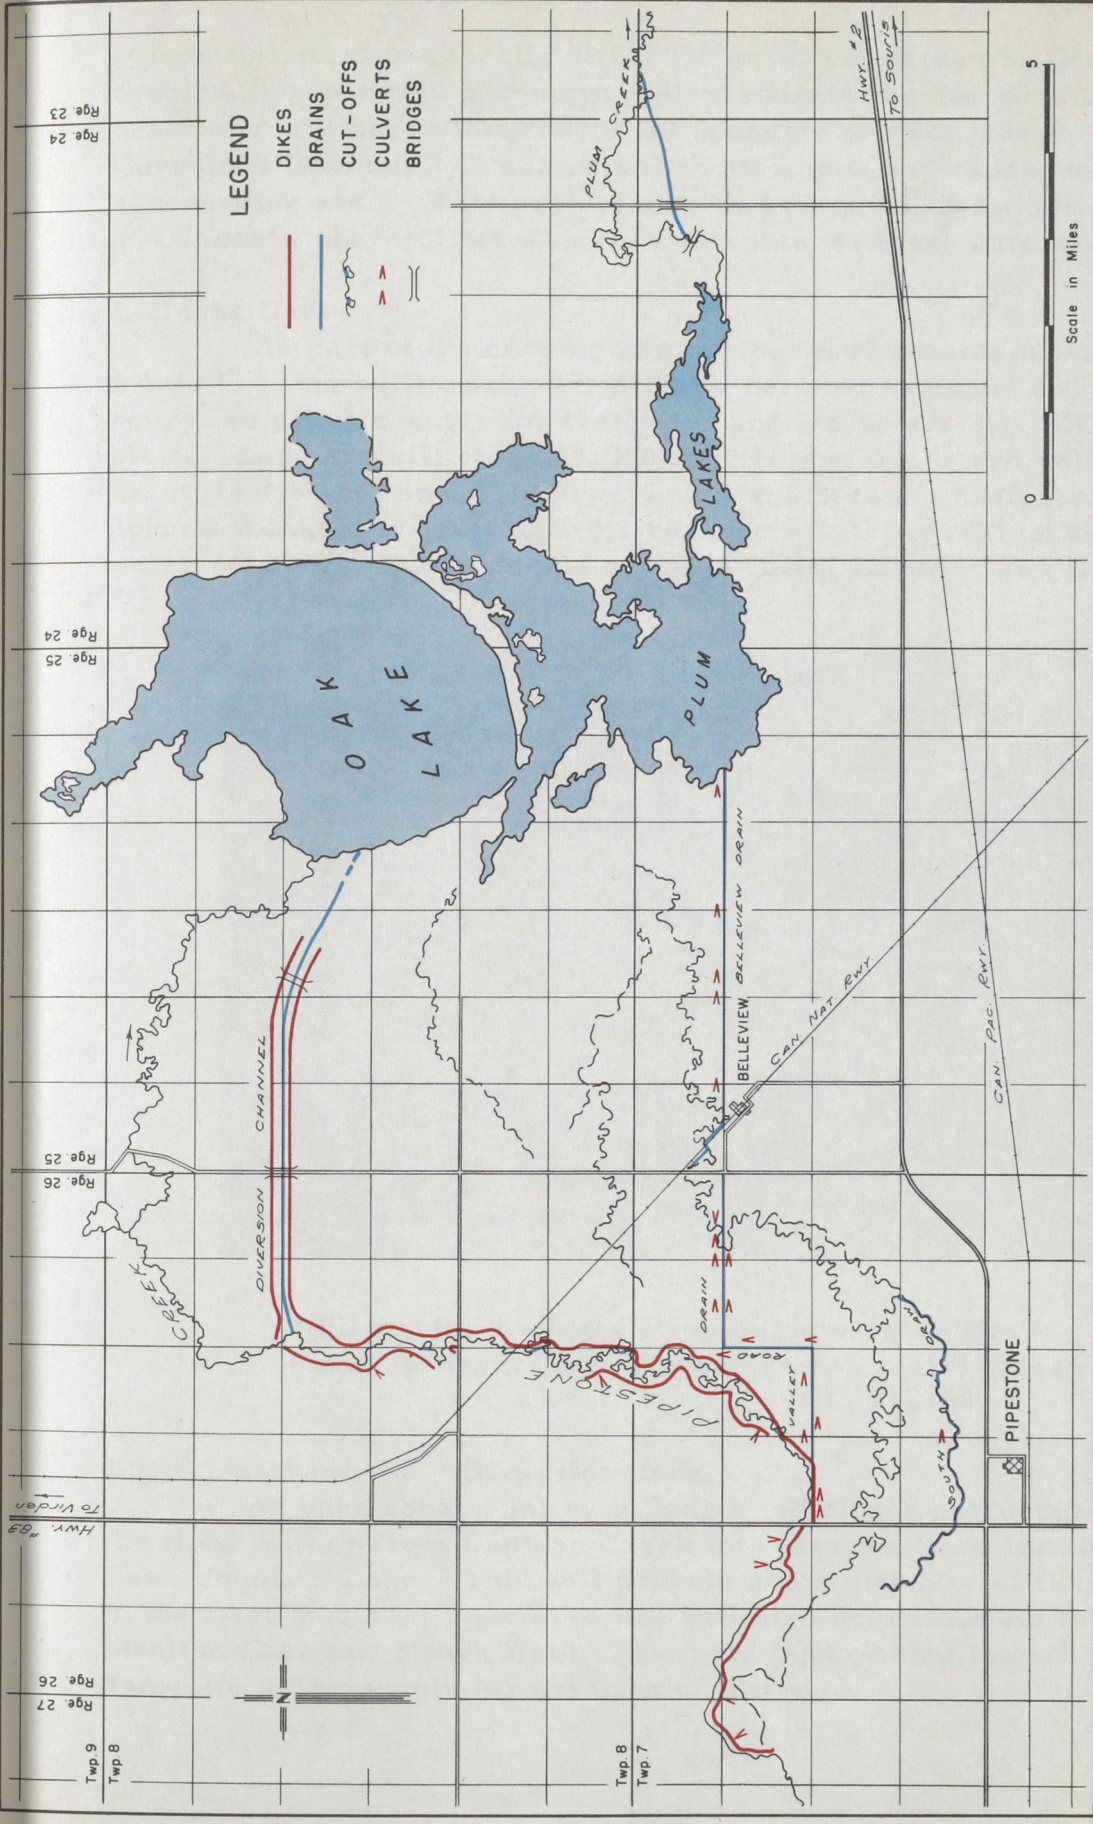 LEGEND
DIKES
DRAINS
CUT-OFFS
CULVERTS
BRIDGES
Rge. 23
Rge. 24
Rge. 24
Rge. 25
Rge. 25
Rge. 26
Rge. 26
Rge. 27
Twp. 9
Twp. 8
Twp. 8
Twp. 7
Hwy. #83
To Virden
N
OAK
LAKE
PLUM
LAKES
PLUM
CREEK
Hwy. #2
To SOURIS
DIVERSION CHANNEL
PIPESTONE
CREEK
BELLEVIEW
BELLEVIEW DRAIN
CAN. NAT. RWY.
CAN. PAC. RWY.
VALLEY
ROAD
DRAIN
SOUTH
DRAIN
PIPESTONE
0
5
Scale in Miles